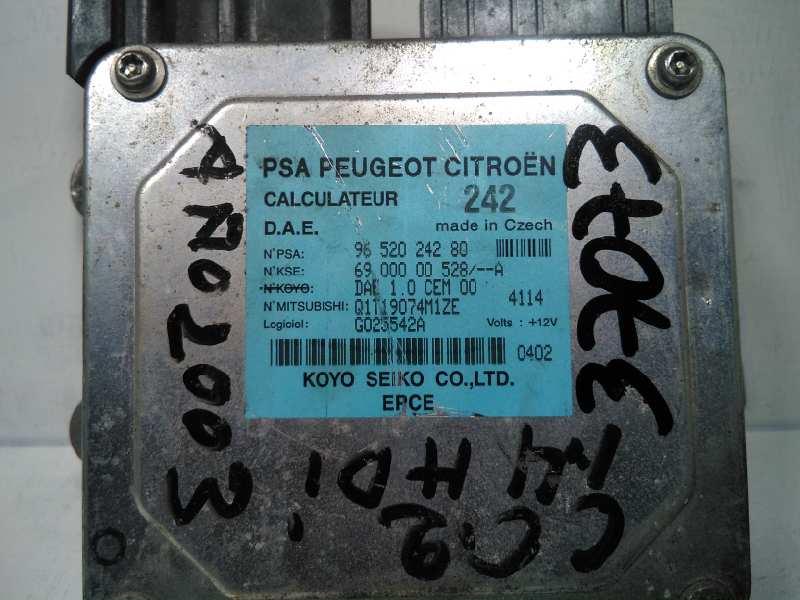 PSA PEUGEOT CITROËN
CALCULATEUR 242
D.A.E. made in Czech
N°PSA: 96 520 242 80
N°KSE: 69 000 00 528/--A
N°KOYO: DAE 1.0 CEM 00
N°MITSUBISHI: Q1T19074M1ZE 4114
Logiciel: G023542A Volts : +12V
0402
KOYO SEIKO CO.,LTD.
EPCE
AÑO 2003
C2
HDi
1.4